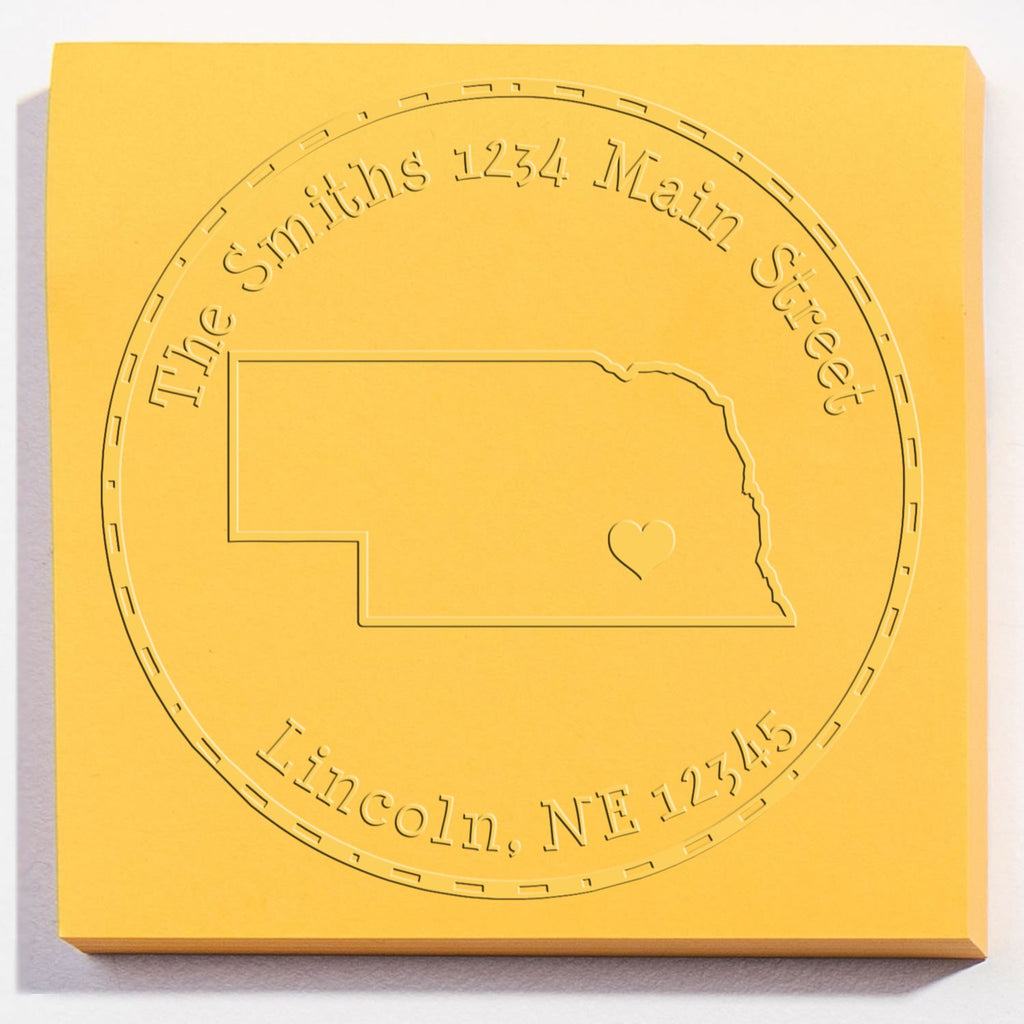 The Smiths 1234 Main Street
Lincoln, NE 12345